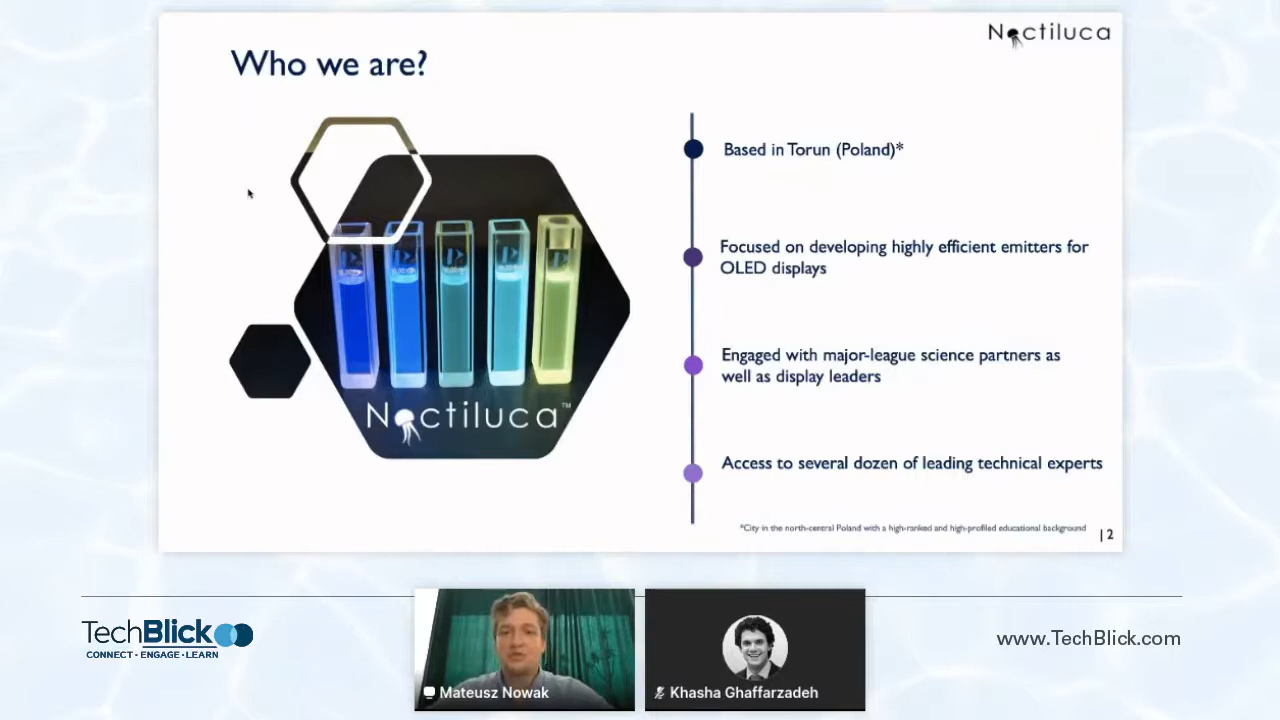 Noctiluca
Who we are?
Based in Torun (Poland)*
Focused on developing highly efficient emitters for
OLED displays
Engaged with major-league science partners as
well as display leaders
Noctiluca™
Access to several dozen of leading technical experts
*City in the north-central Poland with a high-ranked and high-profiled educational background
|2
TechBlick
CONNECT · ENGAGE · LEARN
Mateusz Nowak
Khasha Ghaffarzadeh
www.TechBlick.com